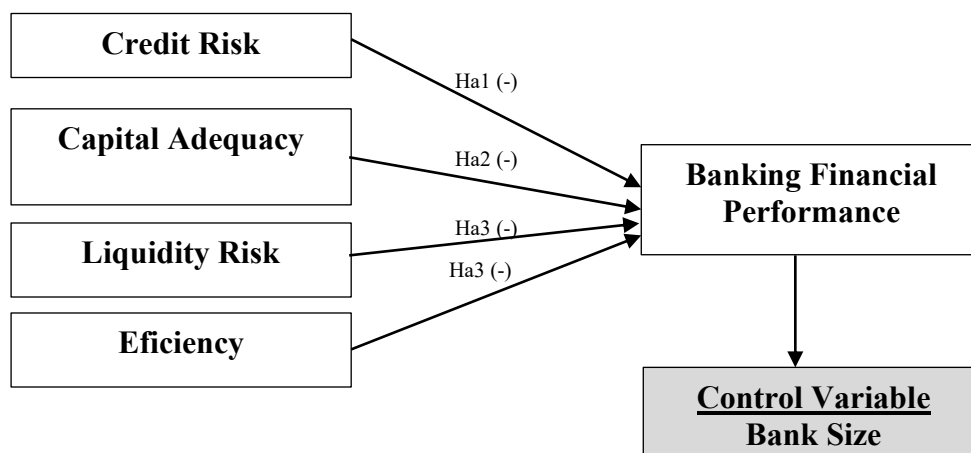 Credit Risk
Ha1 (-)
Capital Adequacy
Ha2 (-)
Banking Financial
Performance
Liquidity Risk
Ha3 (-)
Ha3 (-)
Eficiency
Control Variable
Bank Size